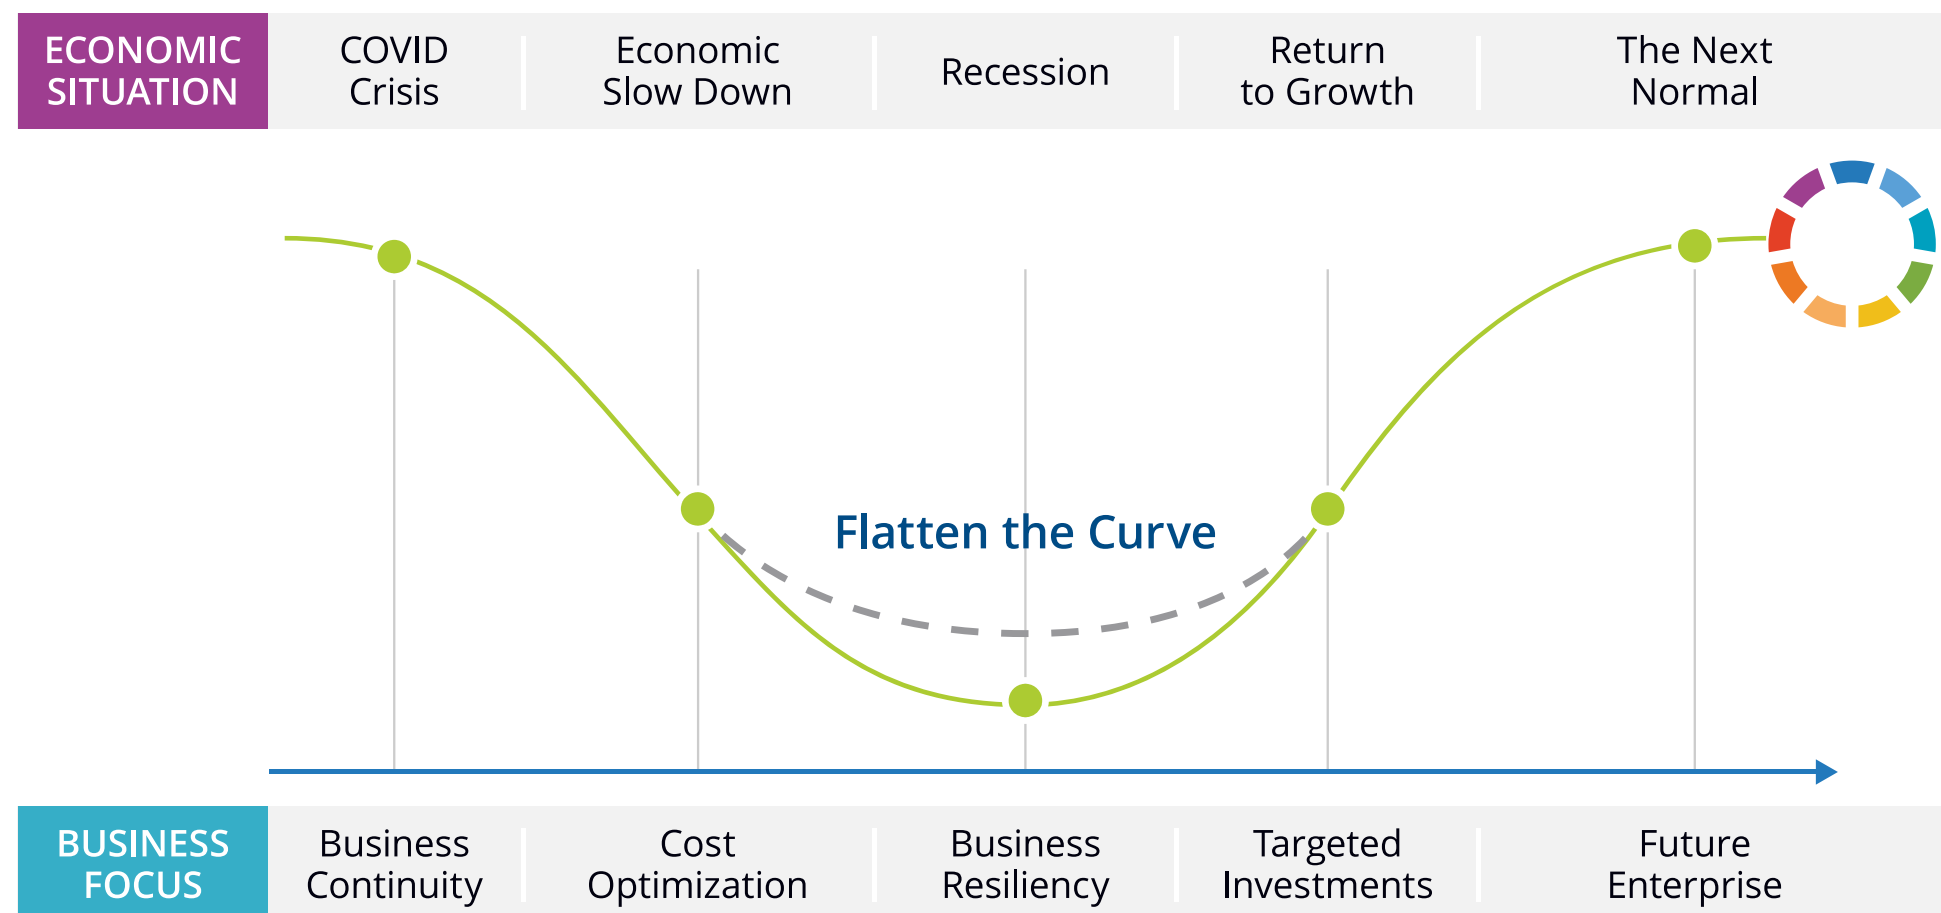 ECONOMIC
SITUATION
COVID
Crisis
Economic
Slow Down
Recession
Return
to Growth
The Next
Normal
Flatten the Curve
BUSINESS
FOCUS
Business
Continuity
Cost
Optimization
Business
Resiliency
Targeted
Investments
Future
Enterprise